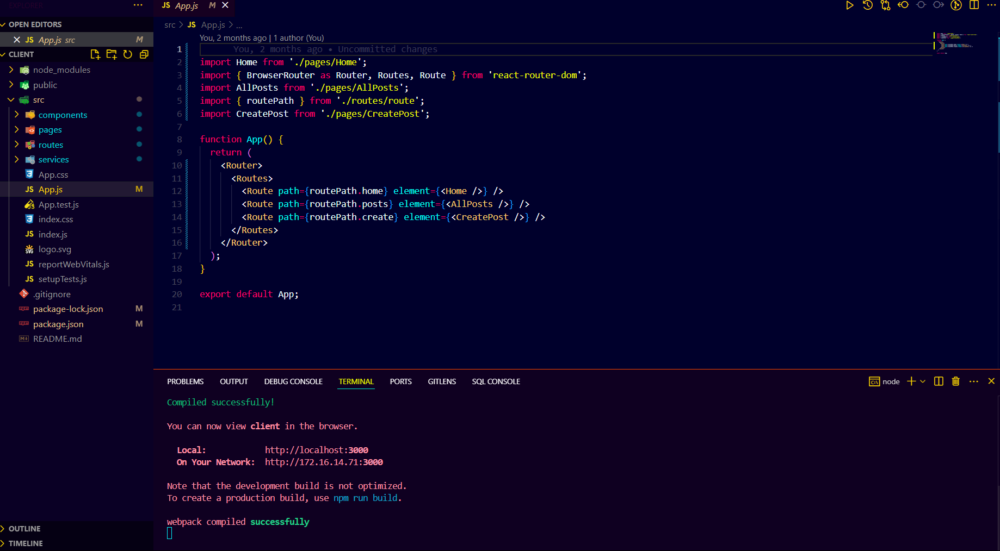 EXPLORER
OPEN EDITORS
JS App.js src M
CLIENT
node_modules
public
src
components
pages
routes
services
App.css
JS App.js M
App.test.js
index.css
JS index.js
SVG logo.svg
JS reportWebVitals.js
JS setupTests.js
.gitignore
package-lock.json M
package.json M
README.md
OUTLINE
TIMELINE
JS App.js M
src > JS App.js > ...
You, 2 months ago | 1 author (You)
1 You, 2 months ago • Uncommitted changes
2 import Home from './pages/Home';
3 import { BrowserRouter as Router, Routes, Route } from 'react-router-dom';
4 import AllPosts from './pages/AllPosts';
5 import { routePath } from './routes/route';
6 import CreatePost from './pages/CreatePost';
7
8 function App() {
9 return (
10 <Router>
11 <Routes>
12 <Route path={routePath.home} element={<Home />} />
13 <Route path={routePath.posts} element={<AllPosts />} />
14 <Route path={routePath.create} element={<CreatePost />} />
15 </Routes>
16 </Router>
17 );
18 }
19
20 export default App;
21
PROBLEMS OUTPUT DEBUG CONSOLE TERMINAL PORTS GITLENS SQL CONSOLE
node
Compiled successfully!
You can now view client in the browser.
Local: http://localhost:3000
On Your Network: http://172.16.14.71:3000
Note that the development build is not optimized.
To create a production build, use npm run build.
webpack compiled successfully